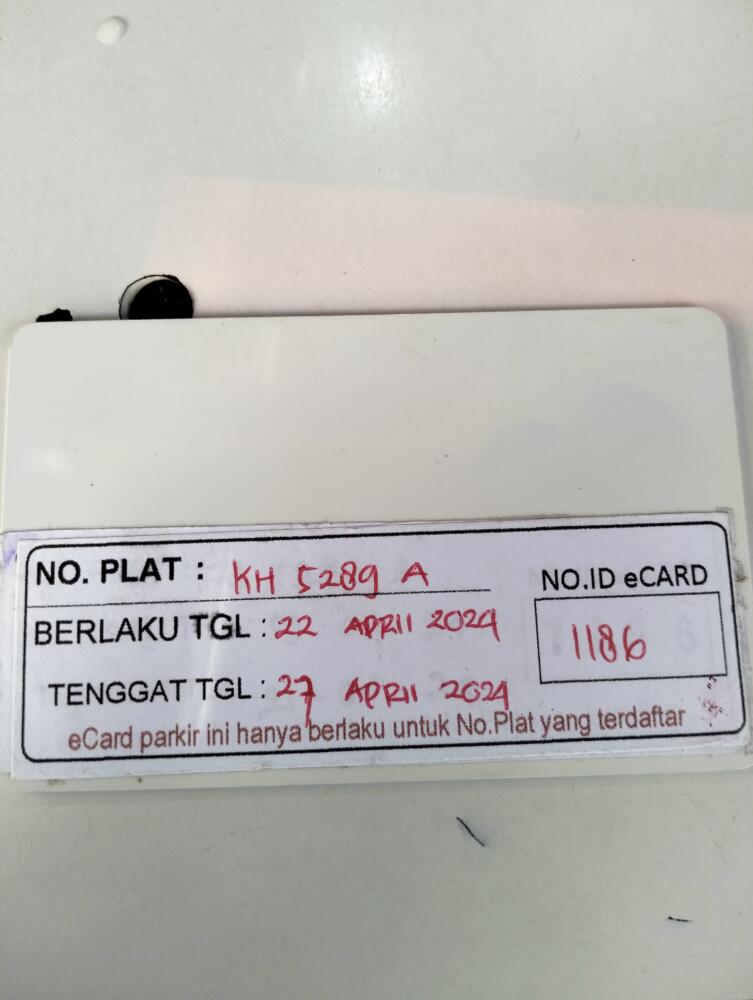 NO. PLAT : KH 5289 A
NO.ID eCARD
BERLAKU TGL : 22 APRIL 2024
1186
TENGGAT TGL : 27 APRIL 2024
eCard parkir ini hanya berlaku untuk No.Plat yang terdaftar